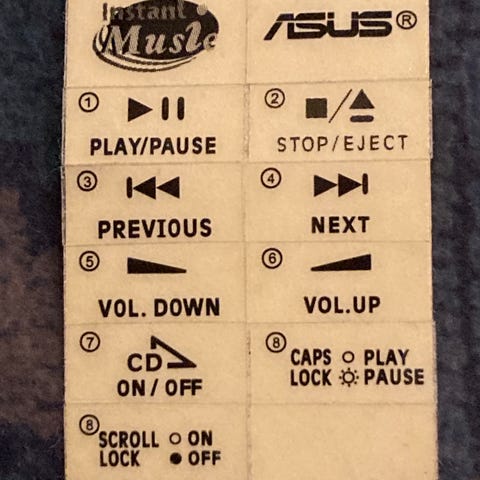 Instant Music
ASUS®
① PLAY/PAUSE
② STOP/EJECT
③ PREVIOUS
④ NEXT
⑤ VOL. DOWN
⑥ VOL.UP
⑦ CD
ON/OFF
⑧ CAPS LOCK ○ PLAY
PAUSE
⑧ SCROLL LOCK ○ ON
● OFF